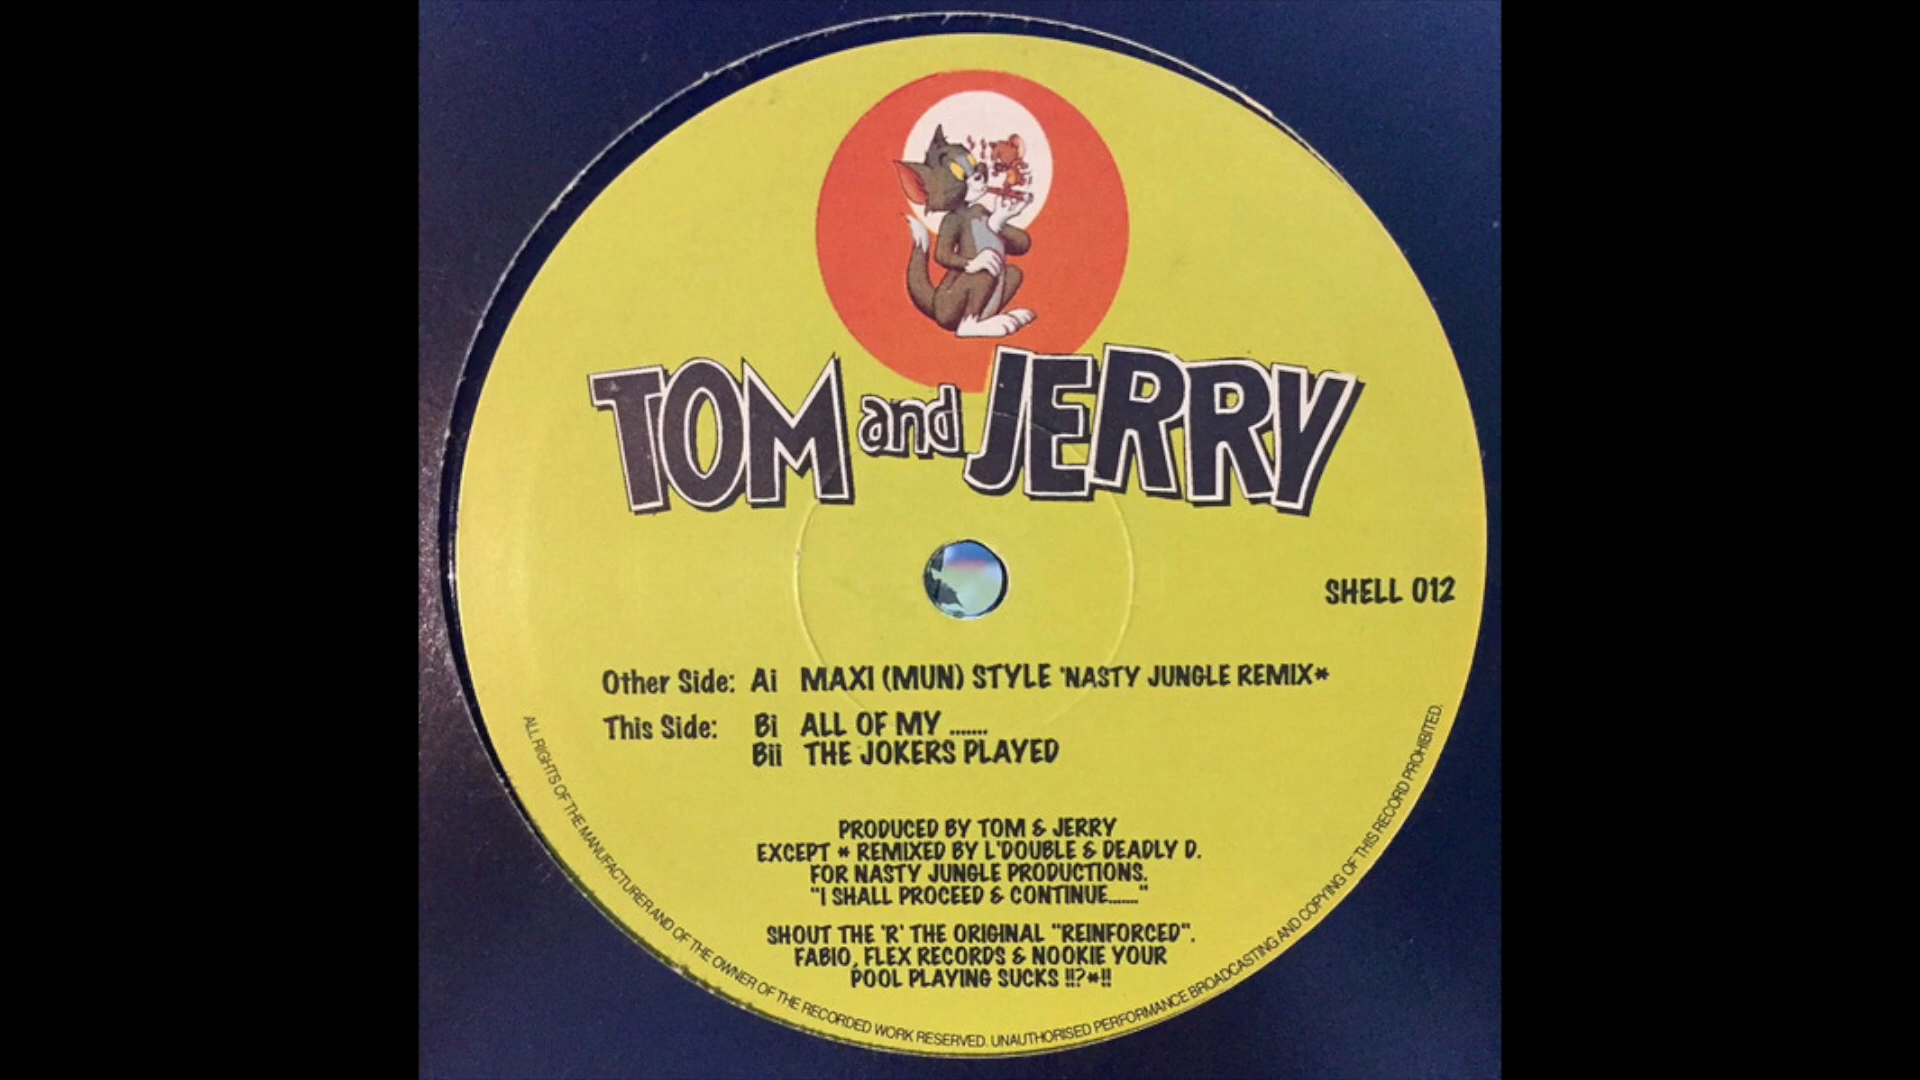 TOM and JERRY
SHELL 012
Other Side: Ai MAXI (MUN) STYLE 'NASTY JUNGLE REMIX*
This Side: Bi ALL OF MY .......
Bii THE JOKERS PLAYED
PRODUCED BY TOM & JERRY
EXCEPT * REMIXED BY L'DOUBLE & DEADLY D.
FOR NASTY JUNGLE PRODUCTIONS.
"I SHALL PROCEED & CONTINUE......."
SHOUT THE 'R' THE ORIGINAL "REINFORCED".
FABIO, FLEX RECORDS & NOOKIE YOUR
POOL PLAYING SUCKS !!?*!!
ALL RIGHTS OF THE MANUFACTURER AND OF THE OWNER OF THE RECORDED WORK RESERVED. UNAUTHORISED PERFORMANCE BROADCASTING AND COPYING OF THIS RECORD PROHIBITED.